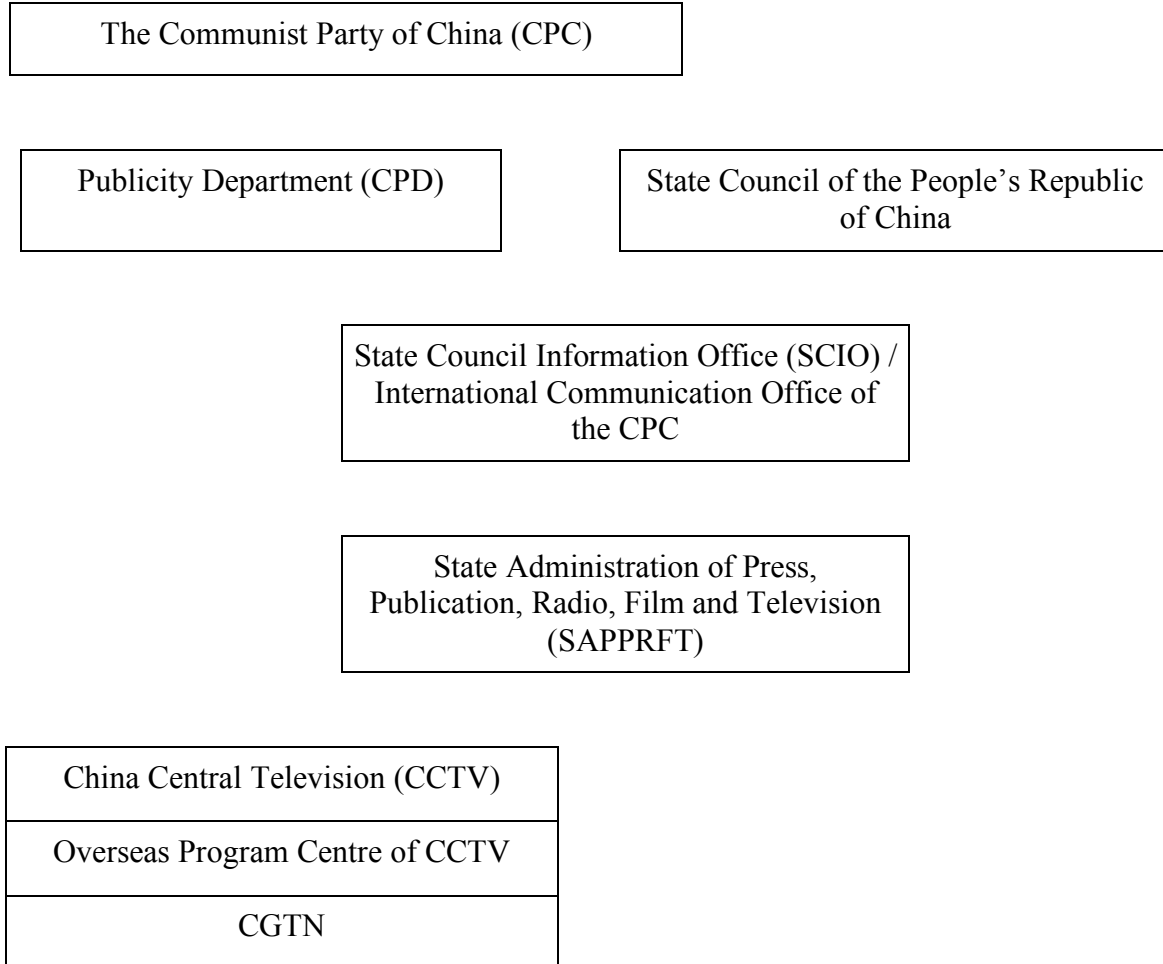 The Communist Party of China (CPC)
Publicity Department (CPD)
State Council of the People’s Republic
of China
State Council Information Office (SCIO) /
International Communication Office of
the CPC
State Administration of Press,
Publication, Radio, Film and Television
(SAPPRFT)
China Central Television (CCTV)
Overseas Program Centre of CCTV
CGTN